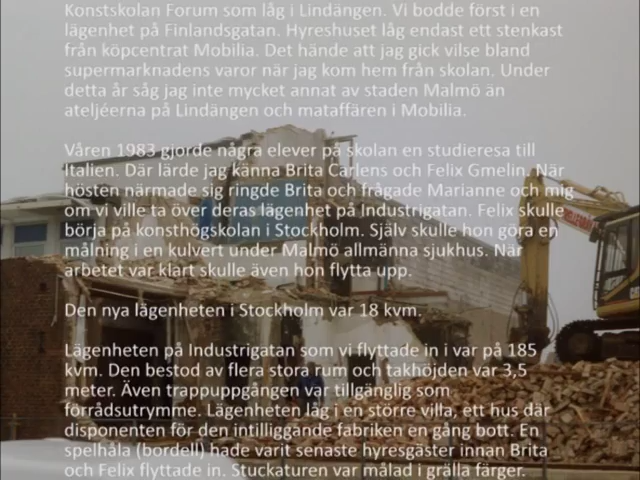 Konstskolan Forum som låg i Lindängen. Vi bodde först i en
lägenhet på Finlandsgatan. Hyreshuset låg endast ett stenkast
från köpcentrat Mobilia. Det hände att jag gick vilse bland
supermarknadens varor när jag kom hem från skolan. Under
detta år såg jag inte mycket annat av staden Malmö än
ateljéerna på Lindängen och mataffären i Mobilia.
Våren 1983 gjorde några elever på skolan en studieresa till
Italien. Där lärde jag känna Brita Carlens och Felix Gmelin. När
hösten närmade sig ringde Brita och frågade Marianne och mig
om vi ville ta över deras lägenhet på Industrigatan. Felix skulle
börja på konsthögskolan i Stockholm. Själv skulle hon göra en
målning i en kulvert under Malmö allmänna sjukhus. När
arbetet var klart skulle även hon flytta upp.
Den nya lägenheten i Stockholm var 18 kvm.
Lägenheten på Industrigatan som vi flyttade in i var på 185
kvm. Den bestod av flera stora rum och takhöjden var 3,5
meter. Även trappuppgången var tillgänglig som
förrådsutrymme. Lägenheten låg i en större villa, ett hus där
disponenten för den intilliggande fabriken en gång bott. En
spelhåla (bordell) hade varit senaste hyresgäster innan Brita
och Felix flyttade in. Stuckaturen var målad i grälla färger.